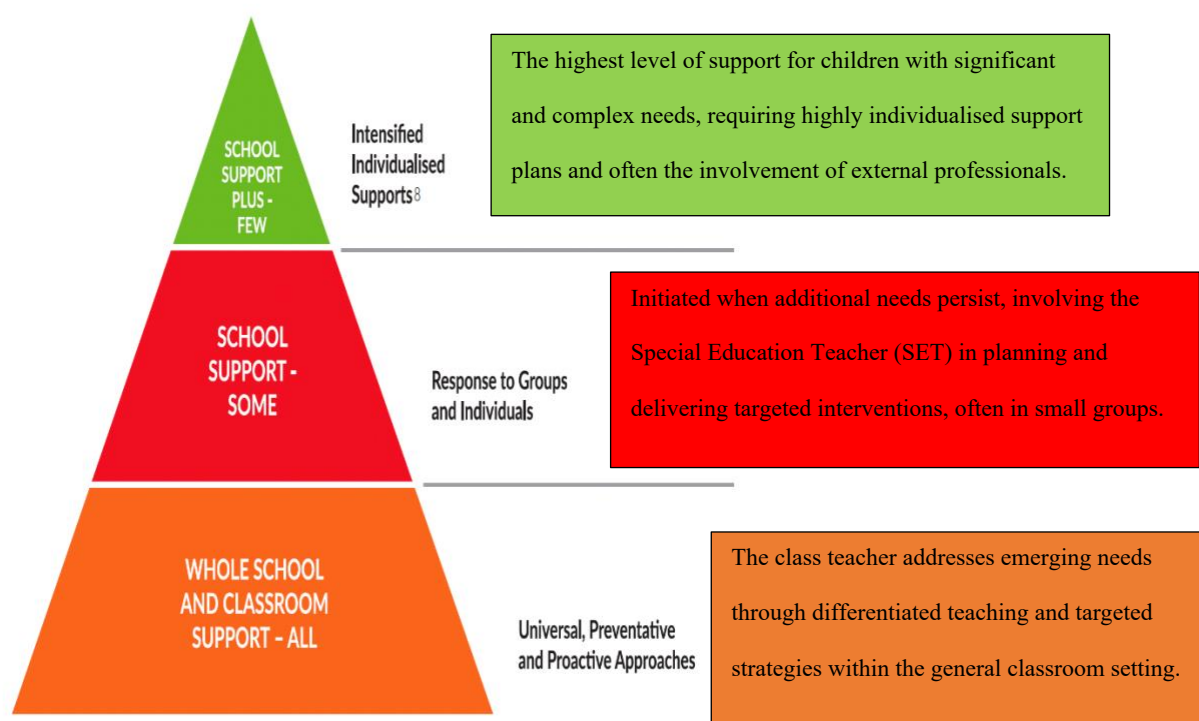 SCHOOL
SUPPORT
PLUS -
FEW
Intensified
Individualised
Supports8
The highest level of support for children with significant
and complex needs, requiring highly individualised support
plans and often the involvement of external professionals.
SCHOOL
SUPPORT -
SOME
Response to Groups
and Individuals
Initiated when additional needs persist, involving the
Special Education Teacher (SET) in planning and
delivering targeted interventions, often in small groups.
WHOLE SCHOOL
AND CLASSROOM
SUPPORT – ALL
Universal, Preventative
and Proactive Approaches
The class teacher addresses emerging needs
through differentiated teaching and targeted
strategies within the general classroom setting.